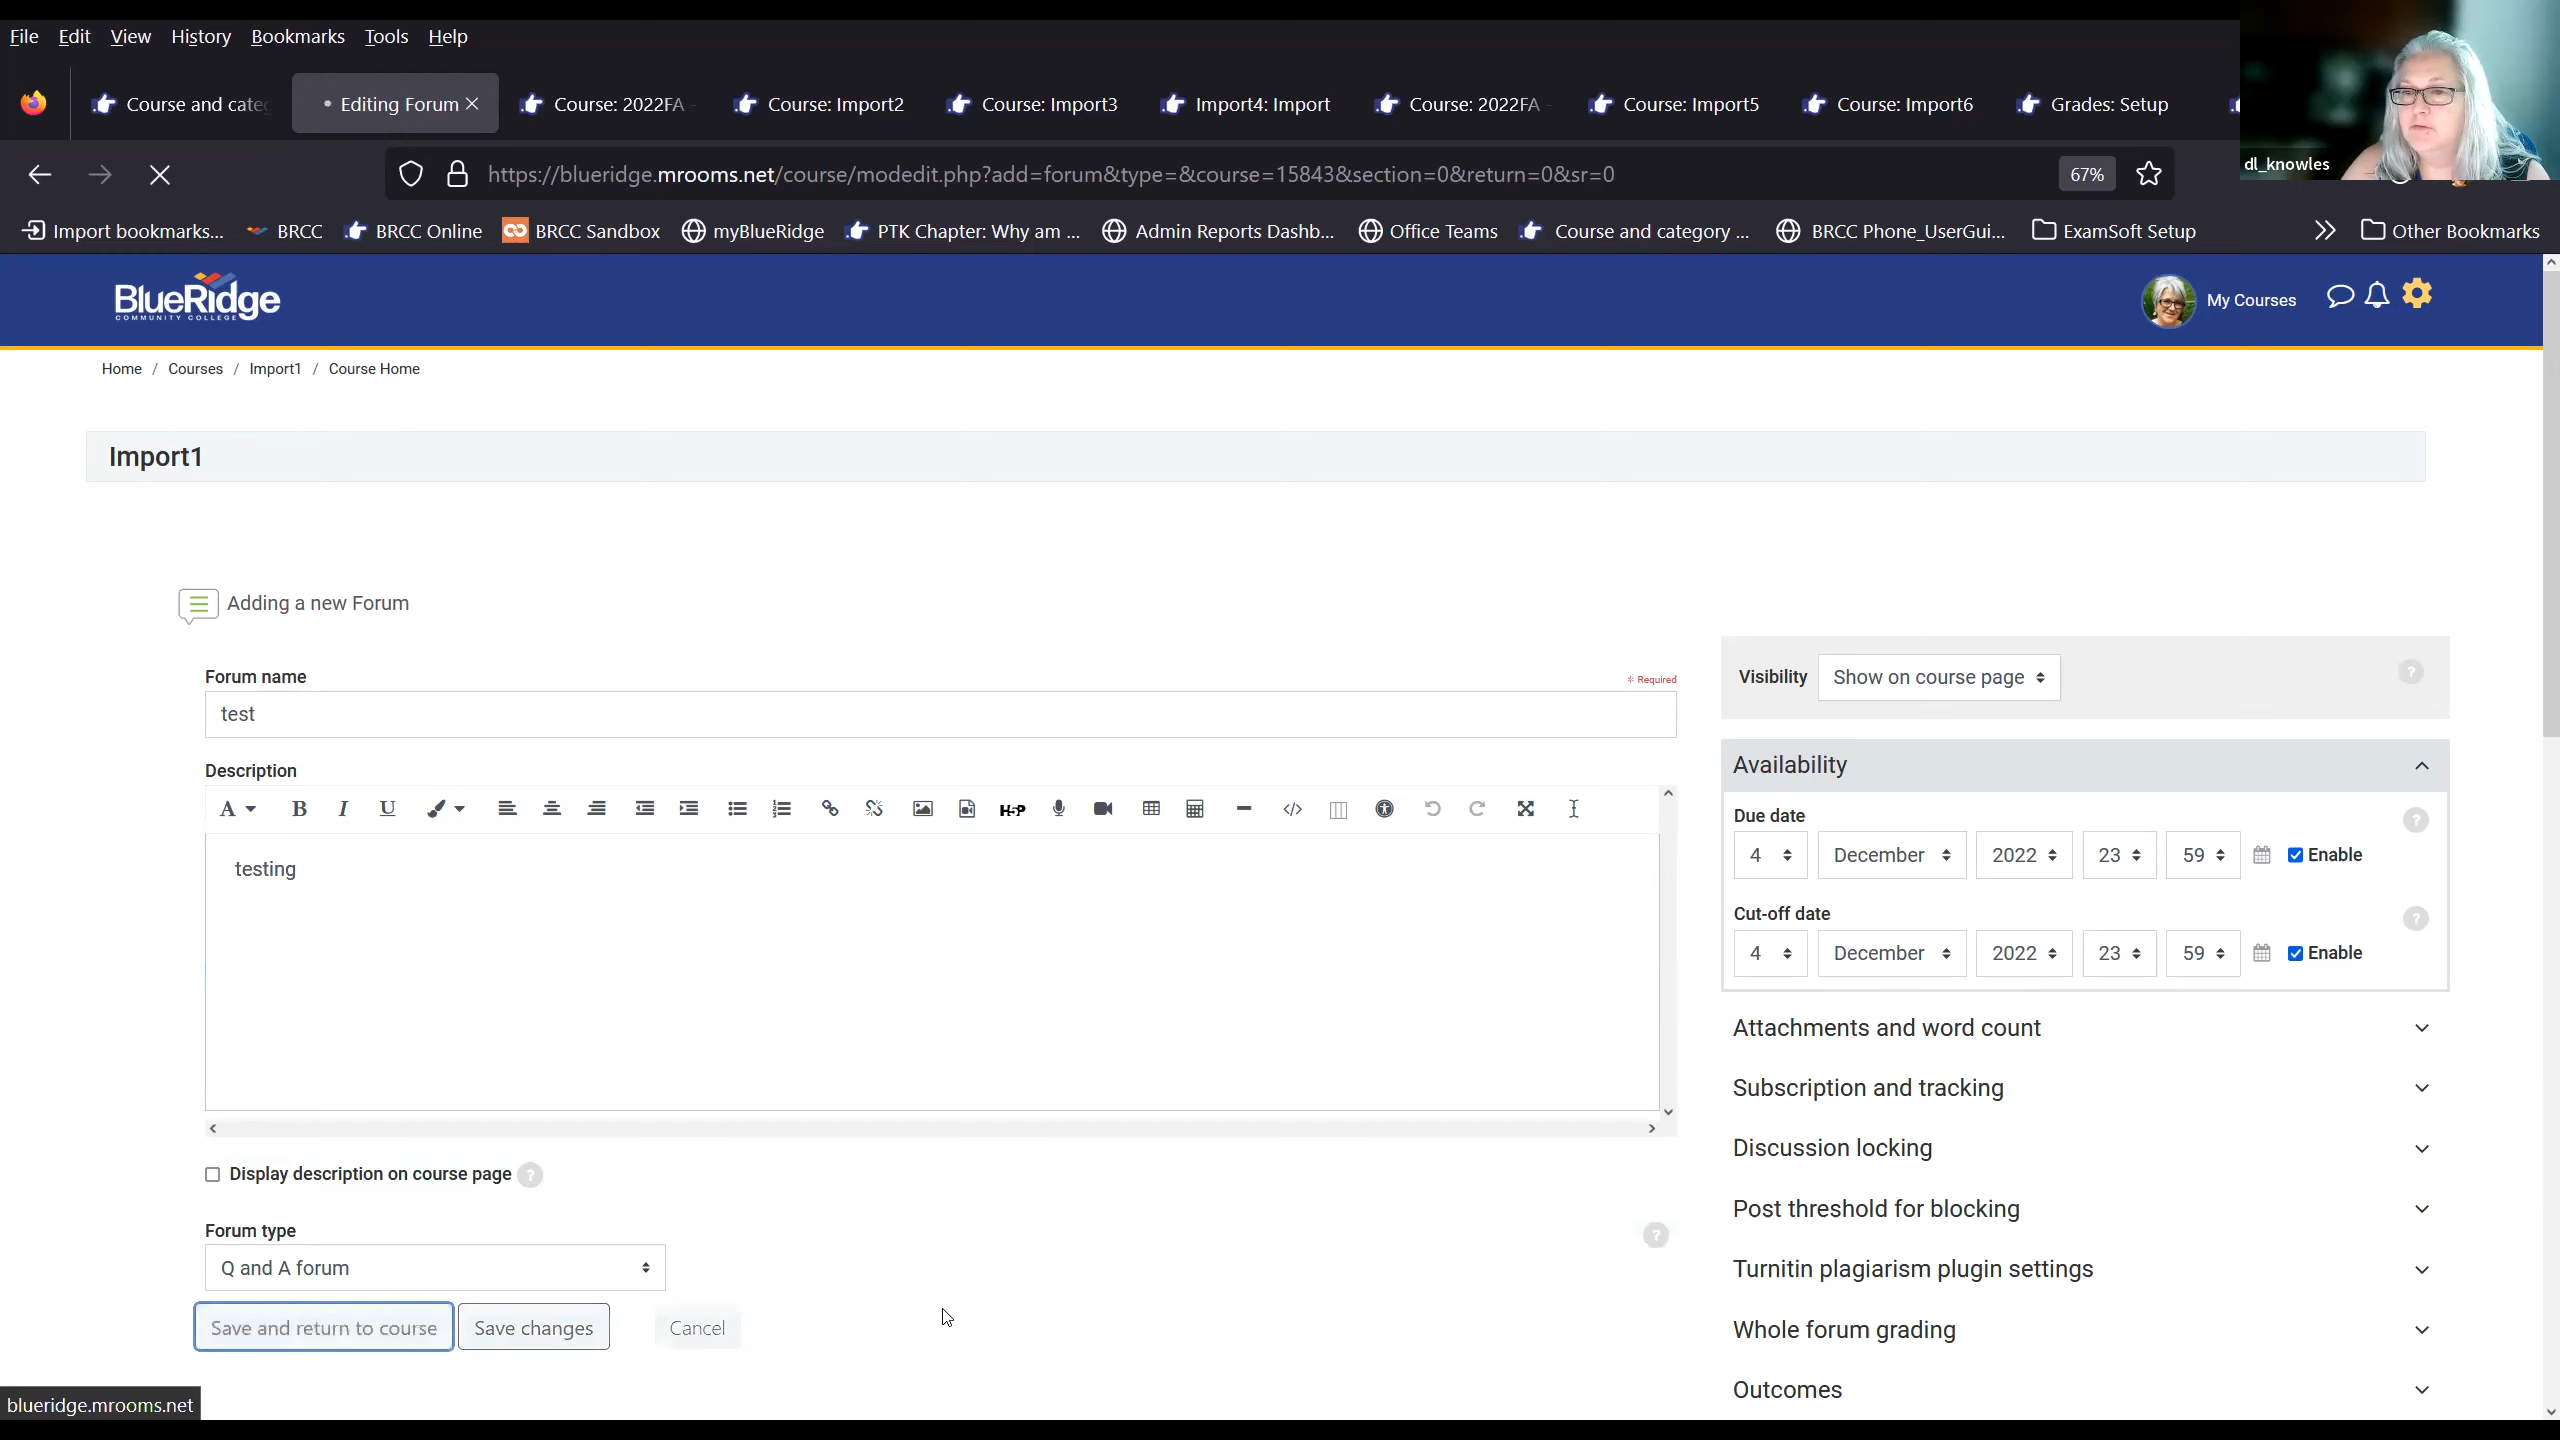 File Edit View History Bookmarks Tools Help
Course and cate
Editing Forum
Course: 2022FA
Course: Import2
Course: Import3
Import4: Import
Course: 2022FA
Course: Import5
Course: Import6
Grades: Setup
https://blueridge.mrooms.net/course/modedit.php?add=forum&type=&course=15843&section=0&return=0&sr=0
67%
dl_knowles
Import bookmarks... BRCC BRCC Online BRCC Sandbox myBlueRidge PTK Chapter: Why am ... Admin Reports Dashb... Office Teams Course and category ... BRCC Phone_UserGui... ExamSoft Setup Other Bookmarks
BlueRidge
COMMUNITY COLLEGE
My Courses
Home / Courses / Import1 / Course Home
Import1
Adding a new Forum
Forum name
* Required
test
Description
A B I U H-P
testing
Display description on course page ?
Forum type
?
Q and A forum
Save and return to course Save changes Cancel
Visibility Show on course page ?
Availability
Due date ?
4 December 2022 23 59 Enable
Cut-off date ?
4 December 2022 23 59 Enable
Attachments and word count
Subscription and tracking
Discussion locking
Post threshold for blocking
Turnitin plagiarism plugin settings
Whole forum grading
Outcomes
blueridge.mrooms.net